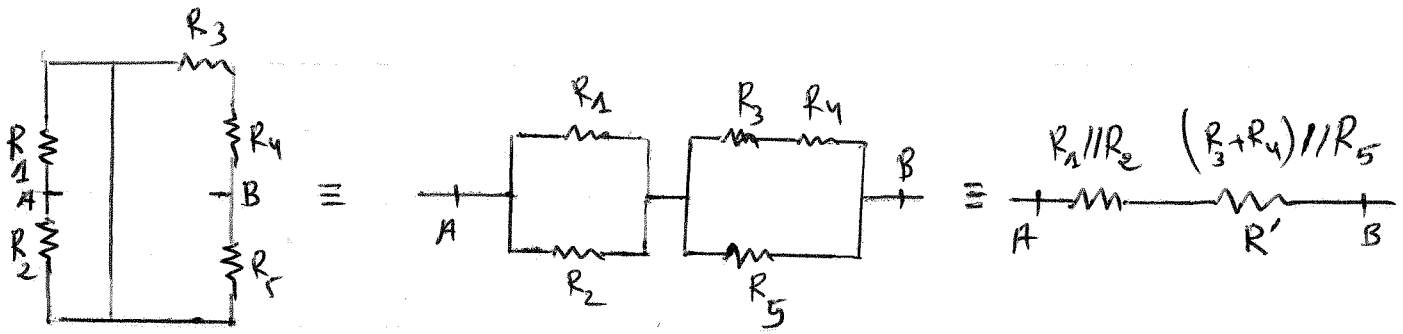 R3
R1
A
R2
R4
B
R5
≡
R1
R2
A
R3 R4
R5
B
≡
R1//R2 (R3+R4)//R5
A R' B